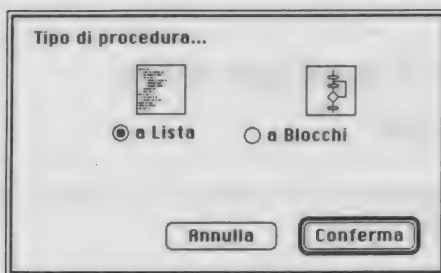 Tipo di procedura...
a Lista
a Blocchi
Annulla
Conferma